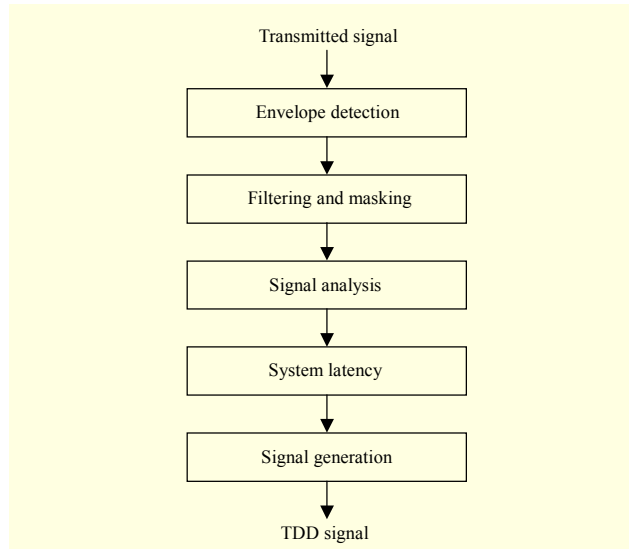 Transmitted signal
Envelope detection
Filtering and masking
Signal analysis
System latency
Signal generation
TDD signal